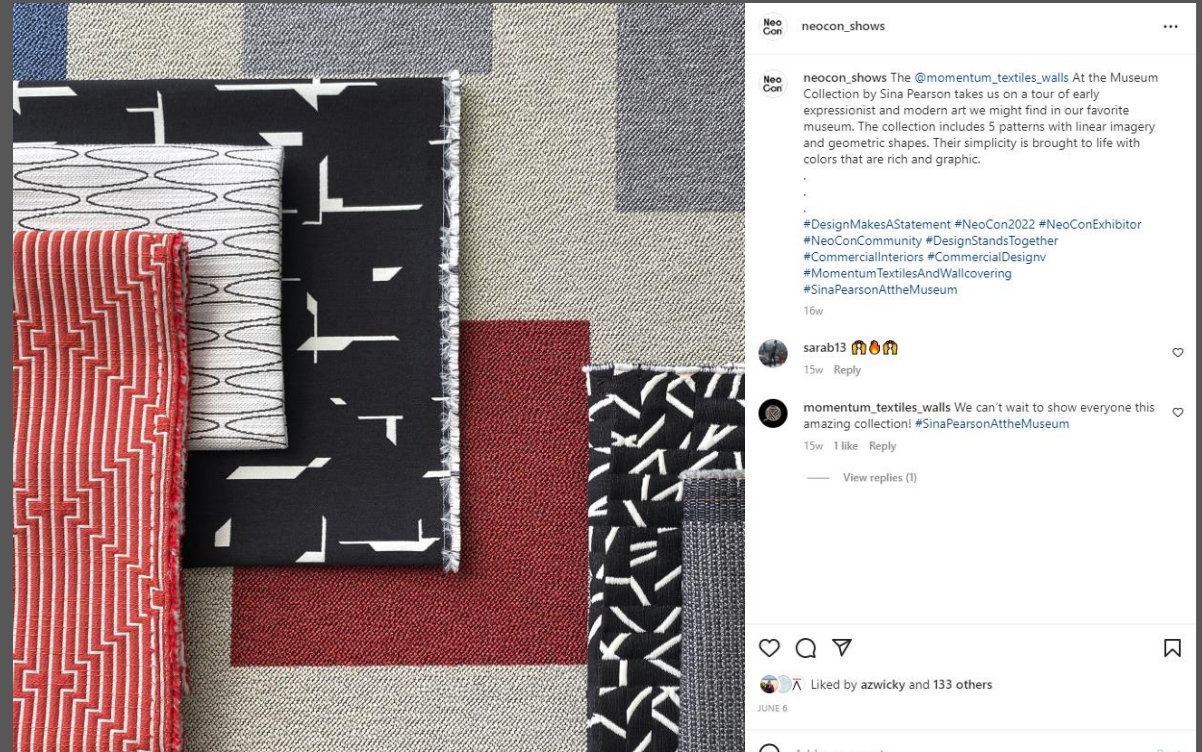 Neo
Con
neocon_shows
Neo
Con
neocon_shows The @momentum_textiles_walls At the Museum
Collection by Sina Pearson takes us on a tour of early
expressionist and modern art we might find in our favorite
museum. The collection includes 5 patterns with linear imagery
and geometric shapes. Their simplicity is brought to life with
colors that are rich and graphic.
.
.
.
#DesignMakesAStatement #NeoCon2022 #NeoConExhibitor
#NeoConCommunity #DesignStandsTogether
#CommercialInteriors #CommercialDesignv
#MomentumTextilesAndWallcovering
#SinaPearsonAttheMuseum
16w
sarab13 🙌🔥🙌
15w Reply
momentum_textiles_walls We can't wait to show everyone this
amazing collection! #SinaPearsonAttheMuseum
15w 1 like Reply
View replies (1)
Liked by azwicky and 133 others
JUNE 6